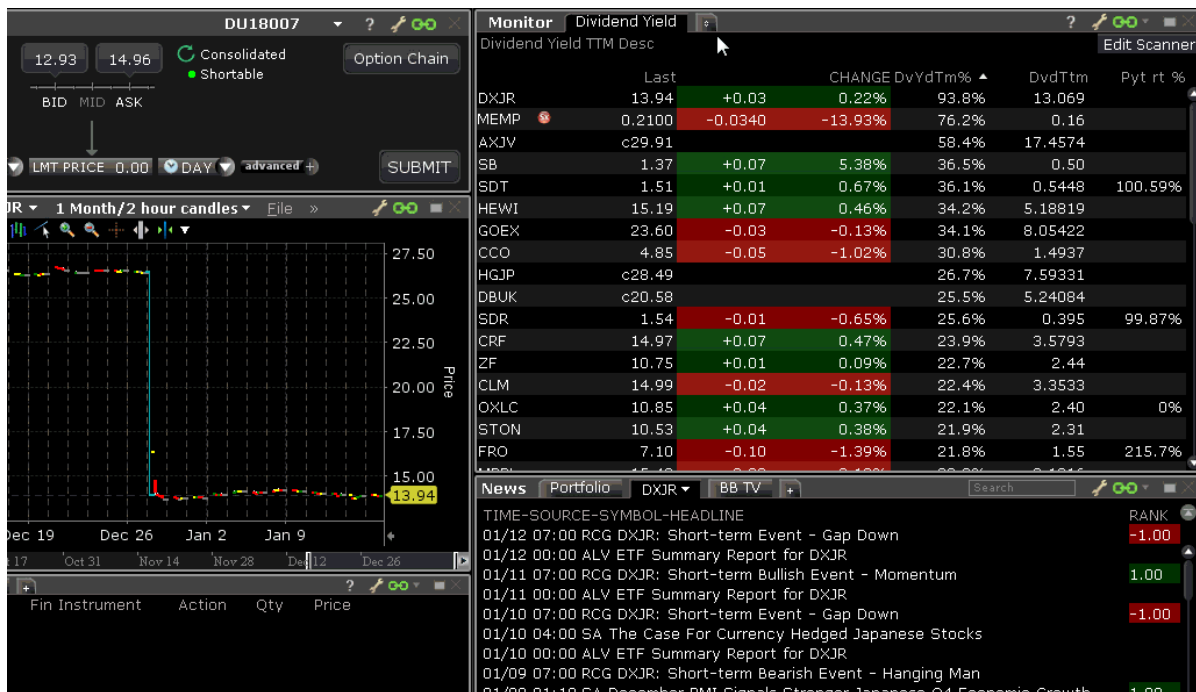 DU18007 ?
12.93 14.96 Consolidated Option Chain
Shortable
BID MID ASK
LMT PRICE 0.00 DAY advanced + SUBMIT
JR 1 Month/2 hour candles File »
27.50
25.00
22.50
20.00
17.50
15.00
13.94
Price
Dec 19 Dec 26 Jan 2 Jan 9
17 Oct 31 Nov 14 Nov 28 Dec 12 Dec 26
+ ?
Fin Instrument Action Qty Price
Monitor Dividend Yield ?
Dividend Yield TTM Desc Edit Scanner
Last CHANGE DvYdTm% DvdTtm Pyt rt %
DXJR 13.94 +0.03 0.22% 93.8% 13.069
MEMP 0.2100 -0.0340 -13.93% 76.2% 0.16
AXJV c29.91 58.4% 17.4574
SB 1.37 +0.07 5.38% 36.5% 0.50
SDT 1.51 +0.01 0.67% 36.1% 0.5448 100.59%
HEWI 15.19 +0.07 0.46% 34.2% 5.18819
GOEX 23.60 -0.03 -0.13% 34.1% 8.05422
CCO 4.85 -0.05 -1.02% 30.8% 1.4937
HGJP c28.49 26.7% 7.59331
DBUK c20.58 25.5% 5.24084
SDR 1.54 -0.01 -0.65% 25.6% 0.395 99.87%
CRF 14.97 +0.07 0.47% 23.9% 3.5793
ZF 10.75 +0.01 0.09% 22.7% 2.44
CLM 14.99 -0.02 -0.13% 22.4% 3.3533
OXLC 10.85 +0.04 0.37% 22.1% 2.40 0%
STON 10.53 +0.04 0.38% 21.9% 2.31
FRO 7.10 -0.10 -1.39% 21.8% 1.55 215.7%
News Portfolio DXJR BB TV + Search
TIME-SOURCE-SYMBOL-HEADLINE RANK
01/12 07:00 RCG DXJR: Short-term Event - Gap Down -1.00
01/12 00:00 ALV ETF Summary Report for DXJR
01/11 07:00 RCG DXJR: Short-term Bullish Event - Momentum 1.00
01/11 00:00 ALV ETF Summary Report for DXJR
01/10 07:00 RCG DXJR: Short-term Event - Gap Down -1.00
01/10 04:00 SA The Case For Currency Hedged Japanese Stocks
01/10 00:00 ALV ETF Summary Report for DXJR
01/09 07:00 RCG DXJR: Short-term Bearish Event - Hanging Man
SA December PMI Signals Stronger Japanese Q4 Economic Growth 1.00